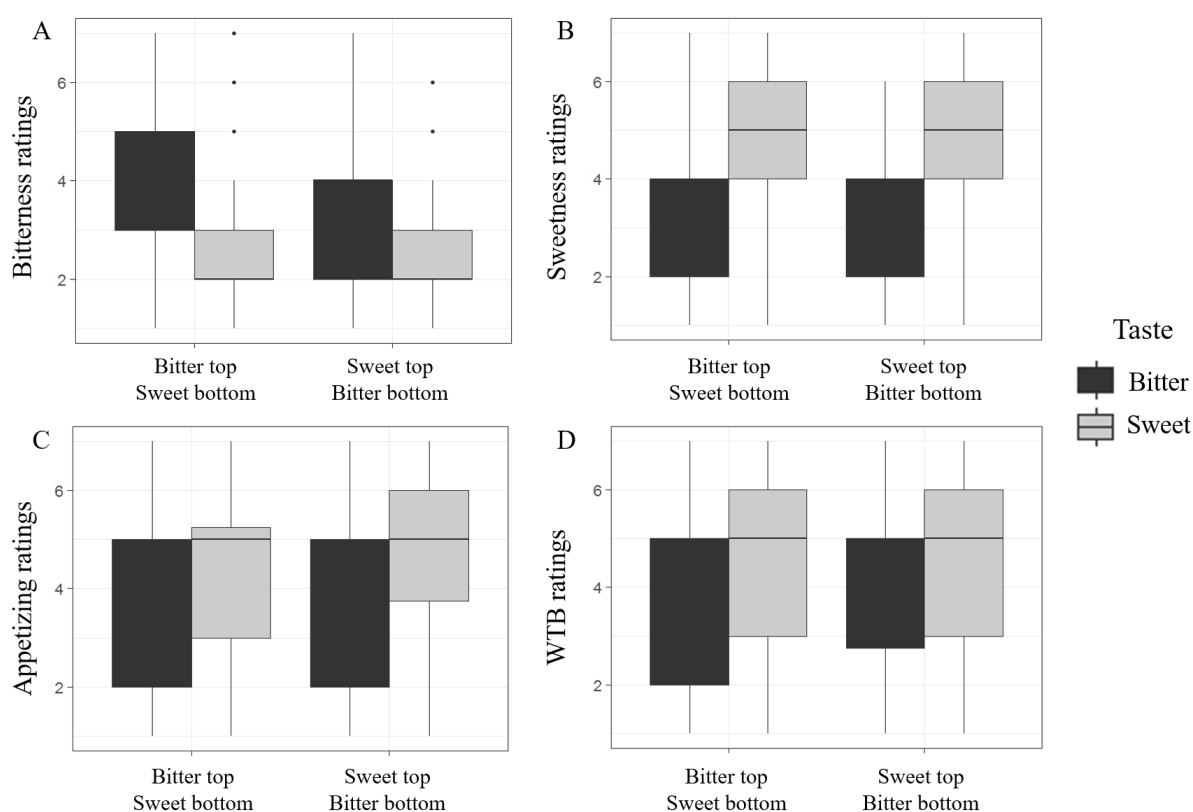 A
Bitterness ratings
6
4
2
Bitter top
Sweet bottom
Sweet top
Bitter bottom
B
Sweetness ratings
6
4
2
Bitter top
Sweet bottom
Sweet top
Bitter bottom
Taste
Bitter
Sweet
C
Appetizing ratings
6
4
2
Bitter top
Sweet bottom
Sweet top
Bitter bottom
D
WTB ratings
6
4
2
Bitter top
Sweet bottom
Sweet top
Bitter bottom